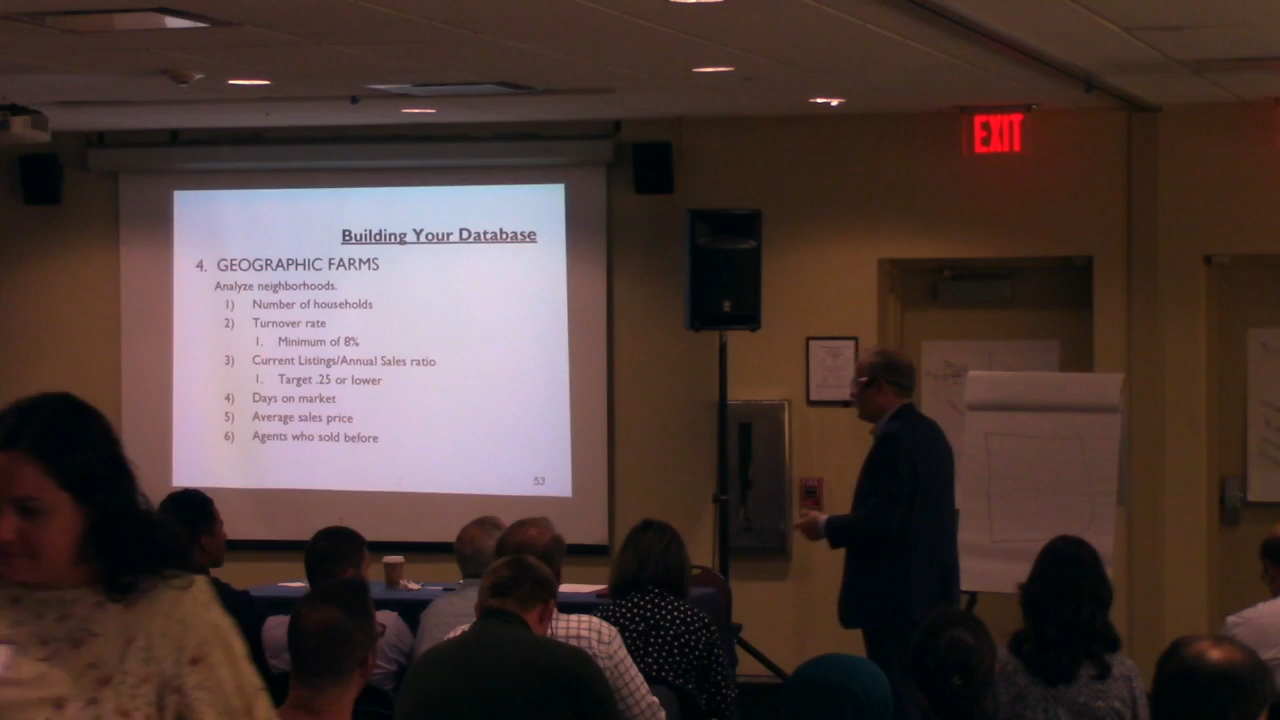 EXIT
Building Your Database
4. GEOGRAPHIC FARMS
Analyze neighborhoods.
1) Number of households
2) Turnover rate
1. Minimum of 8%
3) Current Listings/Annual Sales ratio
1. Target .25 or lower
4) Days on market
5) Average sales price
6) Agents who sold before
53